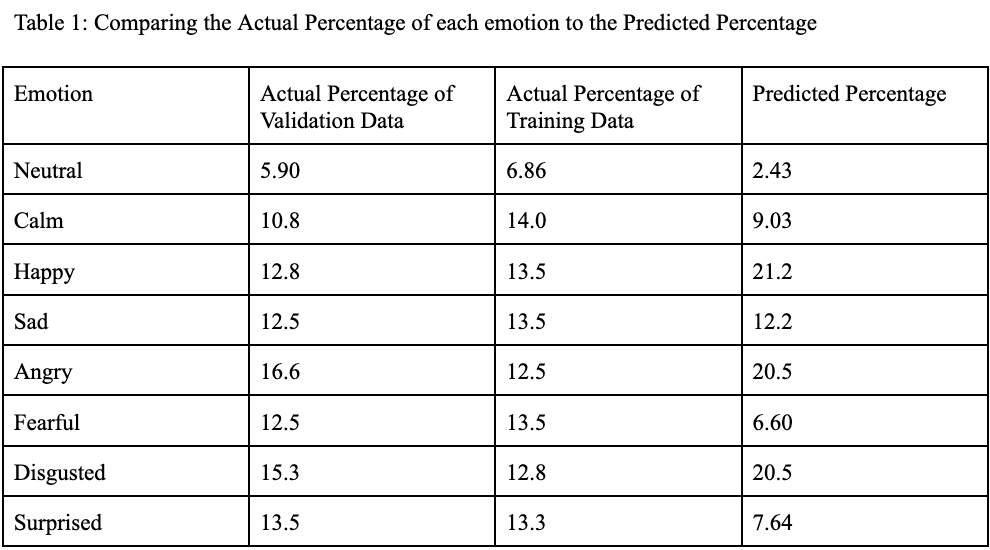 Table 1: Comparing the Actual Percentage of each emotion to the Predicted Percentage
Emotion Actual Percentage of Validation Data Actual Percentage of Training Data Predicted Percentage
Neutral 5.90 6.86 2.43
Calm 10.8 14.0 9.03
Happy 12.8 13.5 21.2
Sad 12.5 13.5 12.2
Angry 16.6 12.5 20.5
Fearful 12.5 13.5 6.60
Disgusted 15.3 12.8 20.5
Surprised 13.5 13.3 7.64